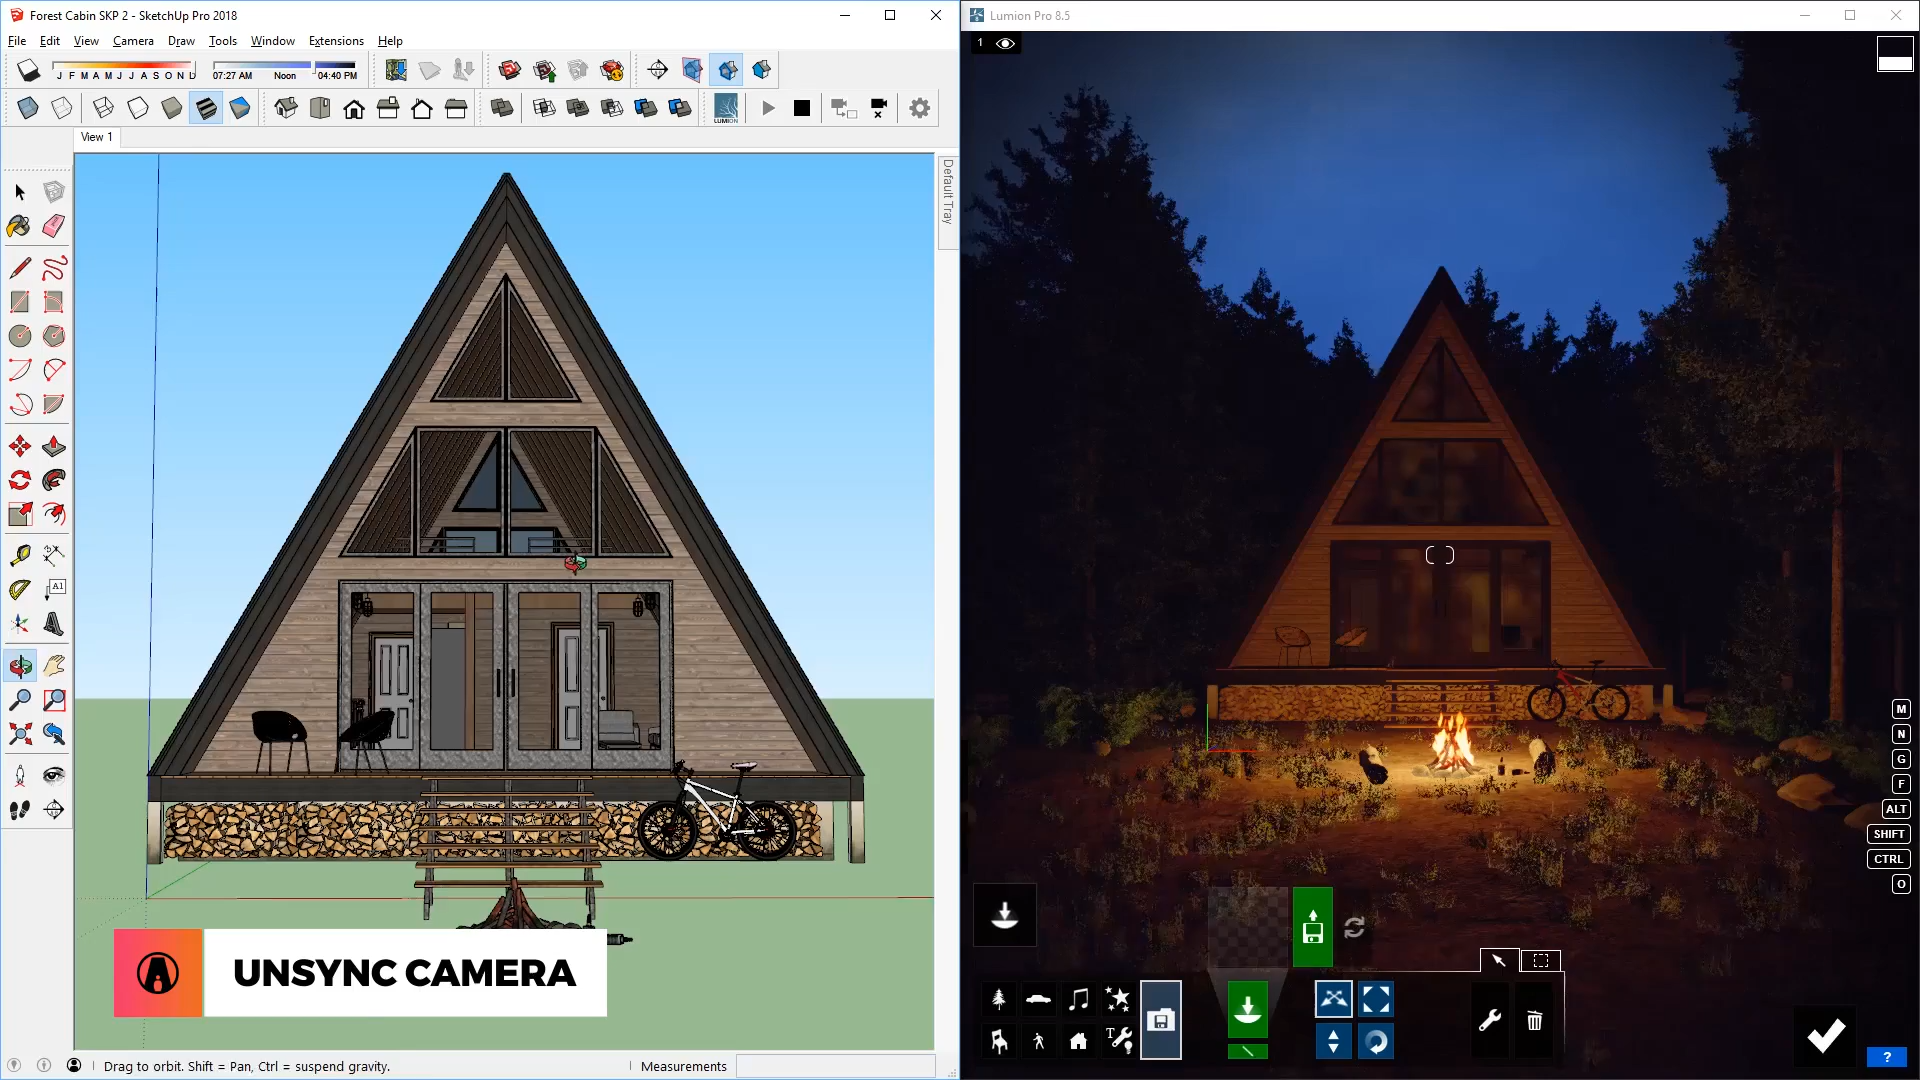 Forest Cabin SKP 2 - SketchUp Pro 2018
File Edit View Camera Draw Tools Window Extensions Help
J F M A M J J A S O N D
07:27 AM Noon 04:40 PM
LUMION
View 1
Default Tray
A1
UNSYNC CAMERA
Drag to orbit. Shift = Pan, Ctrl = suspend gravity.
Measurements
Lumion Pro 8.5
1
M
N
G
F
ALT
SHIFT
CTRL
O
T
?